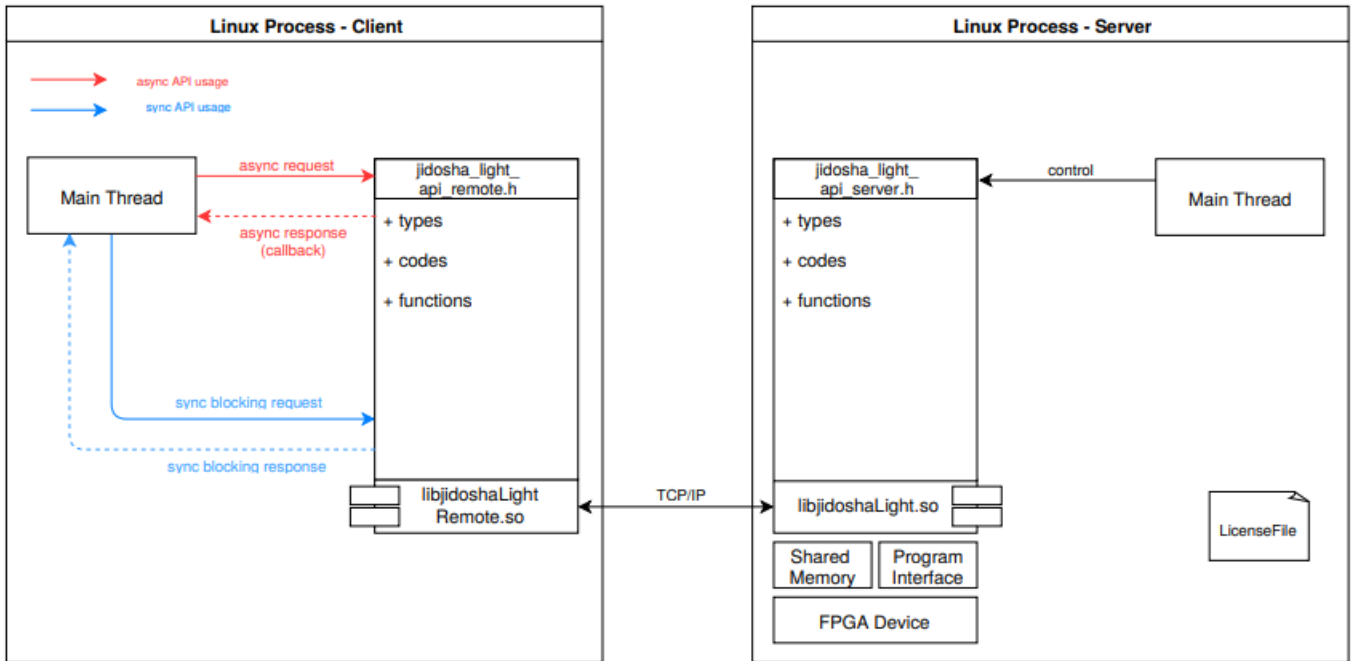 Linux Process - Client
async API usage
sync API usage
Main Thread
async request
async response
(callback)
sync blocking request
sync blocking response
jidosha_light_
api_remote.h
+ types
+ codes
+ functions
libjidoshaLight
Remote.so
TCP/IP
Linux Process - Server
jidosha_light_
api_server.h
+ types
+ codes
+ functions
control
Main Thread
libjidoshaLight.so
Shared
Memory
Program
Interface
FPGA Device
LicenseFile